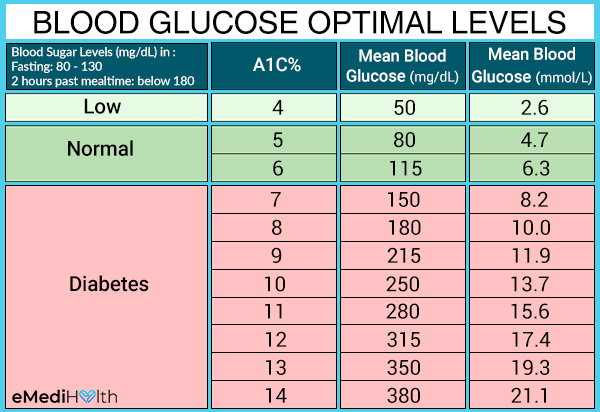 BLOOD GLUCOSE OPTIMAL LEVELS
Blood Sugar Levels (mg/dL) in :
Fasting: 80 - 130
2 hours past mealtime: below 180
A1C%
Mean Blood
Glucose (mg/dL)
Mean Blood
Glucose (mmol/L)
Low 4 50 2.6
Normal
5 80 4.7
6 115 6.3
Diabetes
7 150 8.2
8 180 10.0
9 215 11.9
10 250 13.7
11 280 15.6
12 315 17.4
13 350 19.3
14 380 21.1
eMediHealth